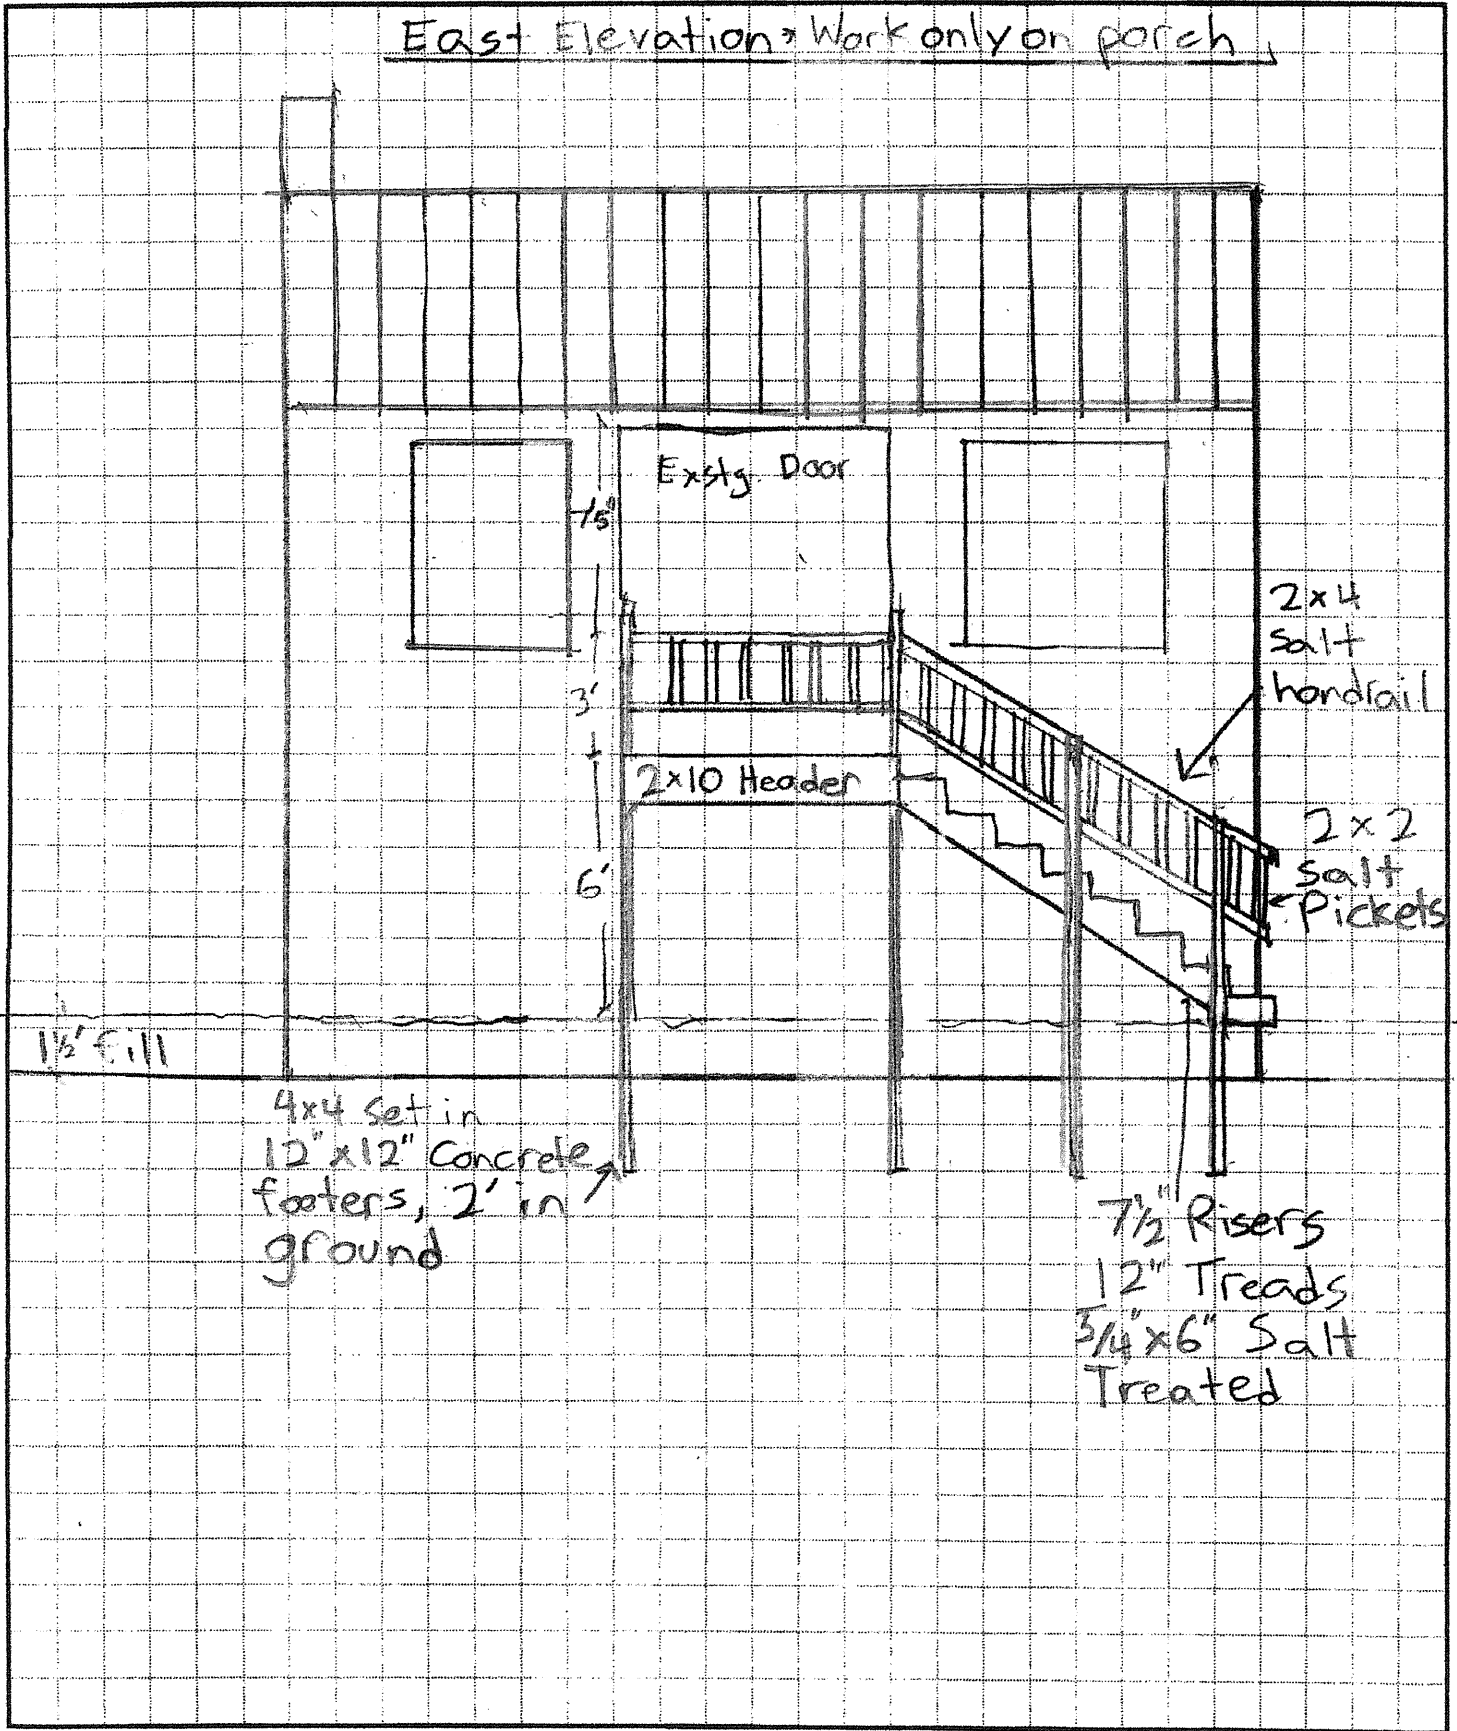 East Elevation: Work only on porch
Exstg. Door
2x4
salt
handrail
3'
2x10 Header
2x2
salt
Pickets
6'
1½' fill
4x4 set in
12"x12" Concrete
footers, 2' in
ground
7½" Risers
12" Treads
5/4"x6" Salt
Treated